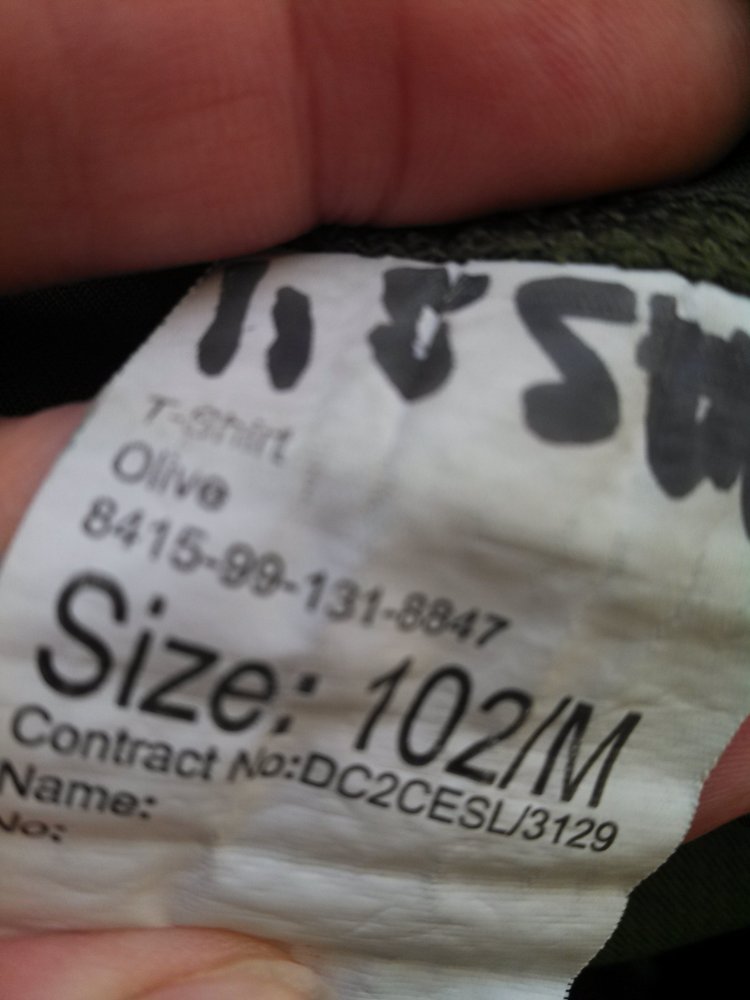 T-Shirt
Olive
8415-99-131-8847
Size: 102/M
Contract No:DC2CESL/3129
Name:
No: